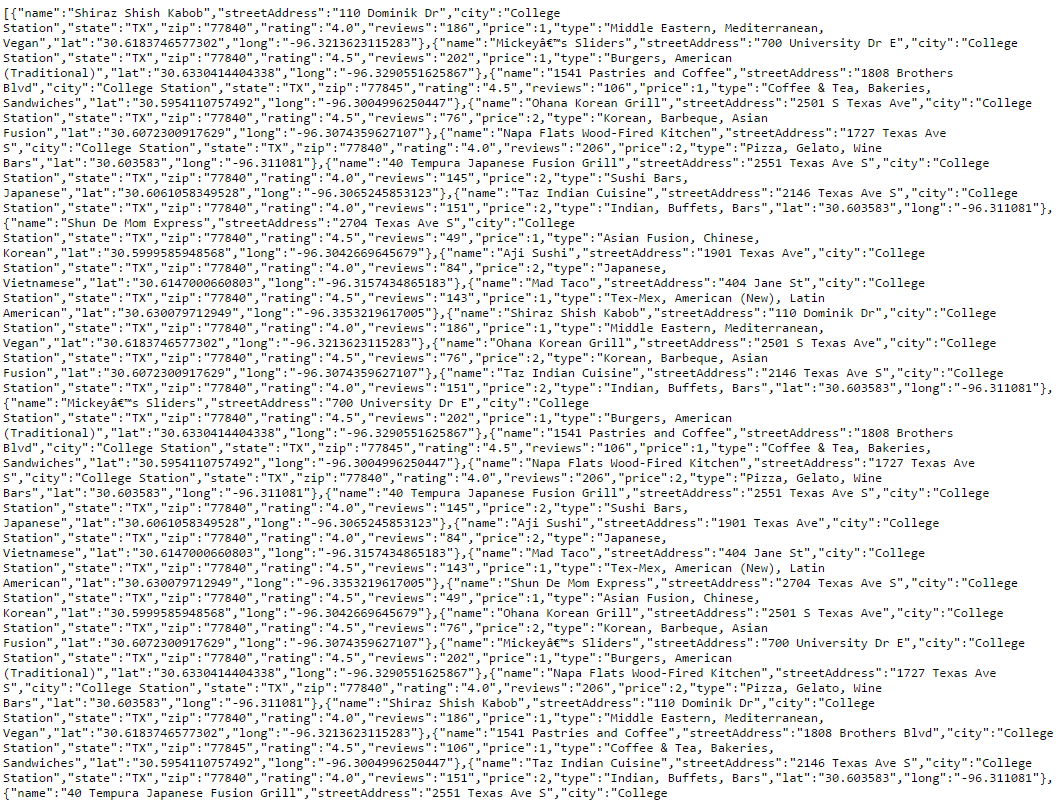 [{"name":"Shiraz Shish Kabob","streetAddress":"110 Dominik Dr","city":"College
Station","state":"TX","zip":"77840","rating":"4.0","reviews":"186","price":1,"type":"Middle Eastern, Mediterranean,
Vegan","lat":"30.6183746577302","long":"-96.3213623115283"},{"name":"Mickeyâ€™s Sliders","streetAddress":"700 University Dr E","city":"College
Station","state":"TX","zip":"77840","rating":"4.5","reviews":"202","price":1,"type":"Burgers, American
(Traditional)","lat":"30.6330414404338","long":"-96.3290551625867"},{"name":"1541 Pastries and Coffee","streetAddress":"1808 Brothers
Blvd","city":"College Station","state":"TX","zip":"77845","rating":"4.5","reviews":"106","price":1,"type":"Coffee & Tea, Bakeries,
Sandwiches","lat":"30.5954110757492","long":"-96.3004996250447"},{"name":"Ohana Korean Grill","streetAddress":"2501 S Texas Ave","city":"College
Station","state":"TX","zip":"77840","rating":"4.5","reviews":"76","price":2,"type":"Korean, Barbeque, Asian
Fusion","lat":"30.6072300917629","long":"-96.3074359627107"},{"name":"Napa Flats Wood-Fired Kitchen","streetAddress":"1727 Texas Ave
S","city":"College Station","state":"TX","zip":"77840","rating":"4.0","reviews":"206","price":2,"type":"Pizza, Gelato, Wine
Bars","lat":"30.603583","long":"-96.311081"},{"name":"40 Tempura Japanese Fusion Grill","streetAddress":"2551 Texas Ave S","city":"College
Station","state":"TX","zip":"77840","rating":"4.0","reviews":"145","price":2,"type":"Sushi Bars,
Japanese","lat":"30.6061058349528","long":"-96.3065245853123"},{"name":"Taz Indian Cuisine","streetAddress":"2146 Texas Ave S","city":"College
Station","state":"TX","zip":"77840","rating":"4.0","reviews":"151","price":2,"type":"Indian, Buffets, Bars","lat":"30.603583","long":"-96.311081"},
{"name":"Shun De Mom Express","streetAddress":"2704 Texas Ave S","city":"College
Station","state":"TX","zip":"77840","rating":"4.5","reviews":"49","price":1,"type":"Asian Fusion, Chinese,
Korean","lat":"30.5999585948568","long":"-96.3042669645679"},{"name":"Aji Sushi","streetAddress":"1901 Texas Ave","city":"College
Station","state":"TX","zip":"77840","rating":"4.0","reviews":"84","price":2,"type":"Japanese,
Vietnamese","lat":"30.6147000660803","long":"-96.3157434865183"},{"name":"Mad Taco","streetAddress":"404 Jane St","city":"College
Station","state":"TX","zip":"77840","rating":"4.5","reviews":"143","price":1,"type":"Tex-Mex, American (New), Latin
American","lat":"30.630079712949","long":"-96.3353219617005"},{"name":"Shiraz Shish Kabob","streetAddress":"110 Dominik Dr","city":"College
Station","state":"TX","zip":"77840","rating":"4.0","reviews":"186","price":1,"type":"Middle Eastern, Mediterranean,
Vegan","lat":"30.6183746577302","long":"-96.3213623115283"},{"name":"Ohana Korean Grill","streetAddress":"2501 S Texas Ave","city":"College
Station","state":"TX","zip":"77840","rating":"4.5","reviews":"76","price":2,"type":"Korean, Barbeque, Asian
Fusion","lat":"30.6072300917629","long":"-96.3074359627107"},{"name":"Taz Indian Cuisine","streetAddress":"2146 Texas Ave S","city":"College
Station","state":"TX","zip":"77840","rating":"4.0","reviews":"151","price":2,"type":"Indian, Buffets, Bars","lat":"30.603583","long":"-96.311081"},
{"name":"Mickeyâ€™s Sliders","streetAddress":"700 University Dr E","city":"College
Station","state":"TX","zip":"77840","rating":"4.5","reviews":"202","price":1,"type":"Burgers, American
(Traditional)","lat":"30.6330414404338","long":"-96.3290551625867"},{"name":"1541 Pastries and Coffee","streetAddress":"1808 Brothers
Blvd","city":"College Station","state":"TX","zip":"77845","rating":"4.5","reviews":"106","price":1,"type":"Coffee & Tea, Bakeries,
Sandwiches","lat":"30.5954110757492","long":"-96.3004996250447"},{"name":"Napa Flats Wood-Fired Kitchen","streetAddress":"1727 Texas Ave
S","city":"College Station","state":"TX","zip":"77840","rating":"4.0","reviews":"206","price":2,"type":"Pizza, Gelato, Wine
Bars","lat":"30.603583","long":"-96.311081"},{"name":"40 Tempura Japanese Fusion Grill","streetAddress":"2551 Texas Ave S","city":"College
Station","state":"TX","zip":"77840","rating":"4.0","reviews":"145","price":2,"type":"Sushi Bars,
Japanese","lat":"30.6061058349528","long":"-96.3065245853123"},{"name":"Aji Sushi","streetAddress":"1901 Texas Ave","city":"College
Station","state":"TX","zip":"77840","rating":"4.0","reviews":"84","price":2,"type":"Japanese,
Vietnamese","lat":"30.6147000660803","long":"-96.3157434865183"},{"name":"Mad Taco","streetAddress":"404 Jane St","city":"College
Station","state":"TX","zip":"77840","rating":"4.5","reviews":"143","price":1,"type":"Tex-Mex, American (New), Latin
American","lat":"30.630079712949","long":"-96.3353219617005"},{"name":"Shun De Mom Express","streetAddress":"2704 Texas Ave S","city":"College
Station","state":"TX","zip":"77840","rating":"4.5","reviews":"49","price":1,"type":"Asian Fusion, Chinese,
Korean","lat":"30.5999585948568","long":"-96.3042669645679"},{"name":"Ohana Korean Grill","streetAddress":"2501 S Texas Ave","city":"College
Station","state":"TX","zip":"77840","rating":"4.5","reviews":"76","price":2,"type":"Korean, Barbeque, Asian
Fusion","lat":"30.6072300917629","long":"-96.3074359627107"},{"name":"Mickeyâ€™s Sliders","streetAddress":"700 University Dr E","city":"College
Station","state":"TX","zip":"77840","rating":"4.5","reviews":"202","price":1,"type":"Burgers, American
(Traditional)","lat":"30.6330414404338","long":"-96.3290551625867"},{"name":"Napa Flats Wood-Fired Kitchen","streetAddress":"1727 Texas Ave
S","city":"College Station","state":"TX","zip":"77840","rating":"4.0","reviews":"206","price":2,"type":"Pizza, Gelato, Wine
Bars","lat":"30.603583","long":"-96.311081"},{"name":"Shiraz Shish Kabob","streetAddress":"110 Dominik Dr","city":"College
Station","state":"TX","zip":"77840","rating":"4.0","reviews":"186","price":1,"type":"Middle Eastern, Mediterranean,
Vegan","lat":"30.6183746577302","long":"-96.3213623115283"},{"name":"1541 Pastries and Coffee","streetAddress":"1808 Brothers Blvd","city":"College
Station","state":"TX","zip":"77845","rating":"4.5","reviews":"106","price":1,"type":"Coffee & Tea, Bakeries,
Sandwiches","lat":"30.5954110757492","long":"-96.3004996250447"},{"name":"Taz Indian Cuisine","streetAddress":"2146 Texas Ave S","city":"College
Station","state":"TX","zip":"77840","rating":"4.0","reviews":"151","price":2,"type":"Indian, Buffets, Bars","lat":"30.603583","long":"-96.311081"},
{"name":"40 Tempura Japanese Fusion Grill","streetAddress":"2551 Texas Ave S","city":"College